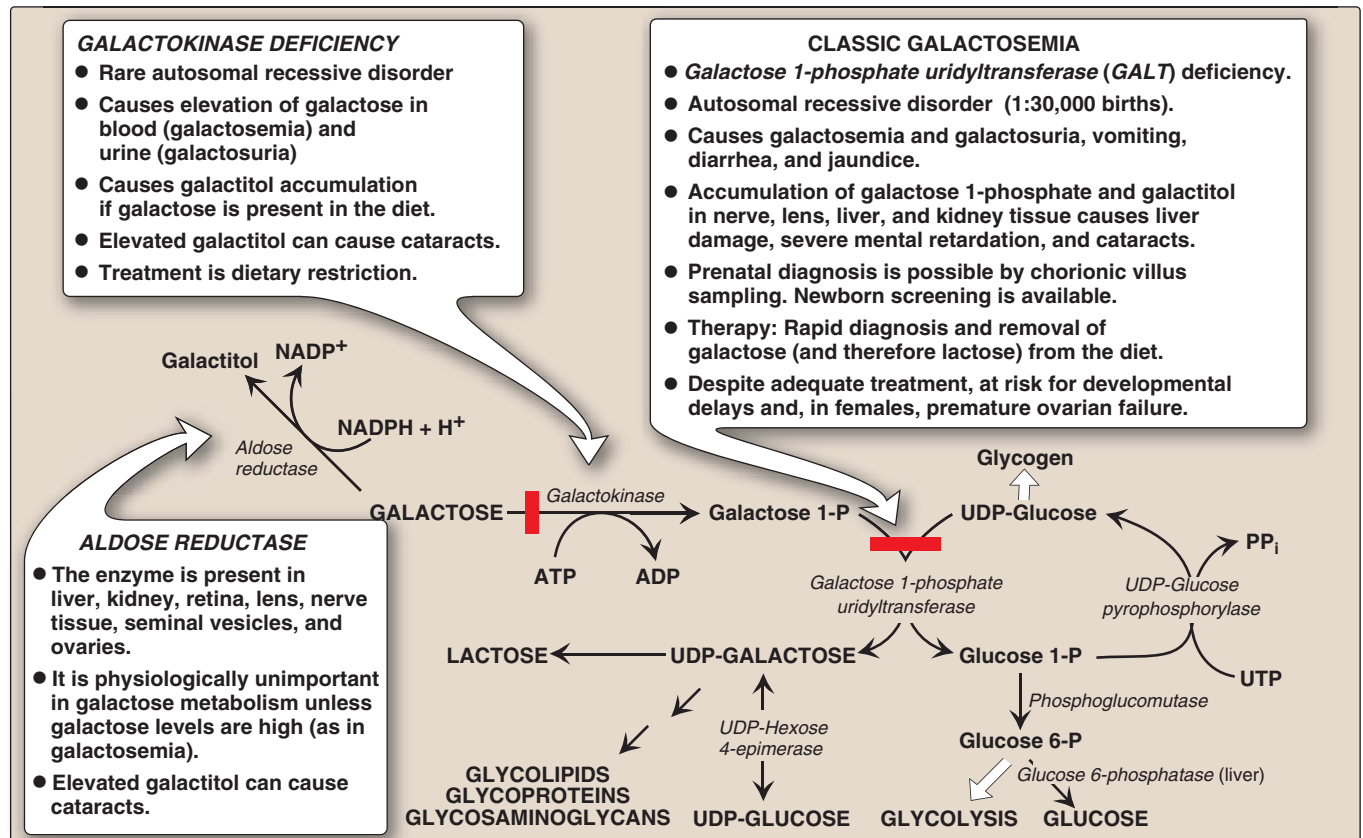 GALACTOKINASE DEFICIENCY
● Rare autosomal recessive disorder
● Causes elevation of galactose in
blood (galactosemia) and
urine (galactosuria)
● Causes galactitol accumulation
if galactose is present in the diet.
● Elevated galactitol can cause cataracts.
● Treatment is dietary restriction.
CLASSIC GALACTOSEMIA
● Galactose 1-phosphate uridyltransferase (GALT) deficiency.
● Autosomal recessive disorder (1:30,000 births).
● Causes galactosemia and galactosuria, vomiting,
diarrhea, and jaundice.
● Accumulation of galactose 1-phosphate and galactitol
in nerve, lens, liver, and kidney tissue causes liver
damage, severe mental retardation, and cataracts.
● Prenatal diagnosis is possible by chorionic villus
sampling. Newborn screening is available.
● Therapy: Rapid diagnosis and removal of
galactose (and therefore lactose) from the diet.
● Despite adequate treatment, at risk for developmental
delays and, in females, premature ovarian failure.
Galactitol
NADP+
NADPH + H+
Aldose
reductase
GALACTOSE
Galactokinase
ATP
ADP
Galactose 1-P
UDP-Glucose
Glycogen
PPi
Galactose 1-phosphate
uridyltransferase
UDP-Glucose
pyrophosphorylase
ALDOSE REDUCTASE
● The enzyme is present in
liver, kidney, retina, lens, nerve
tissue, seminal vesicles, and
ovaries.
● It is physiologically unimportant
in galactose metabolism unless
galactose levels are high (as in
galactosemia).
● Elevated galactitol can cause
cataracts.
LACTOSE
UDP-GALACTOSE
Glucose 1-P
UTP
Phosphoglucomutase
UDP-Hexose
4-epimerase
Glucose 6-P
Glucose 6-phosphatase (liver)
GLYCOLIPIDS
GLYCOPROTEINS
GLYCOSAMINOGLYCANS
UDP-GLUCOSE
GLYCOLYSIS
GLUCOSE